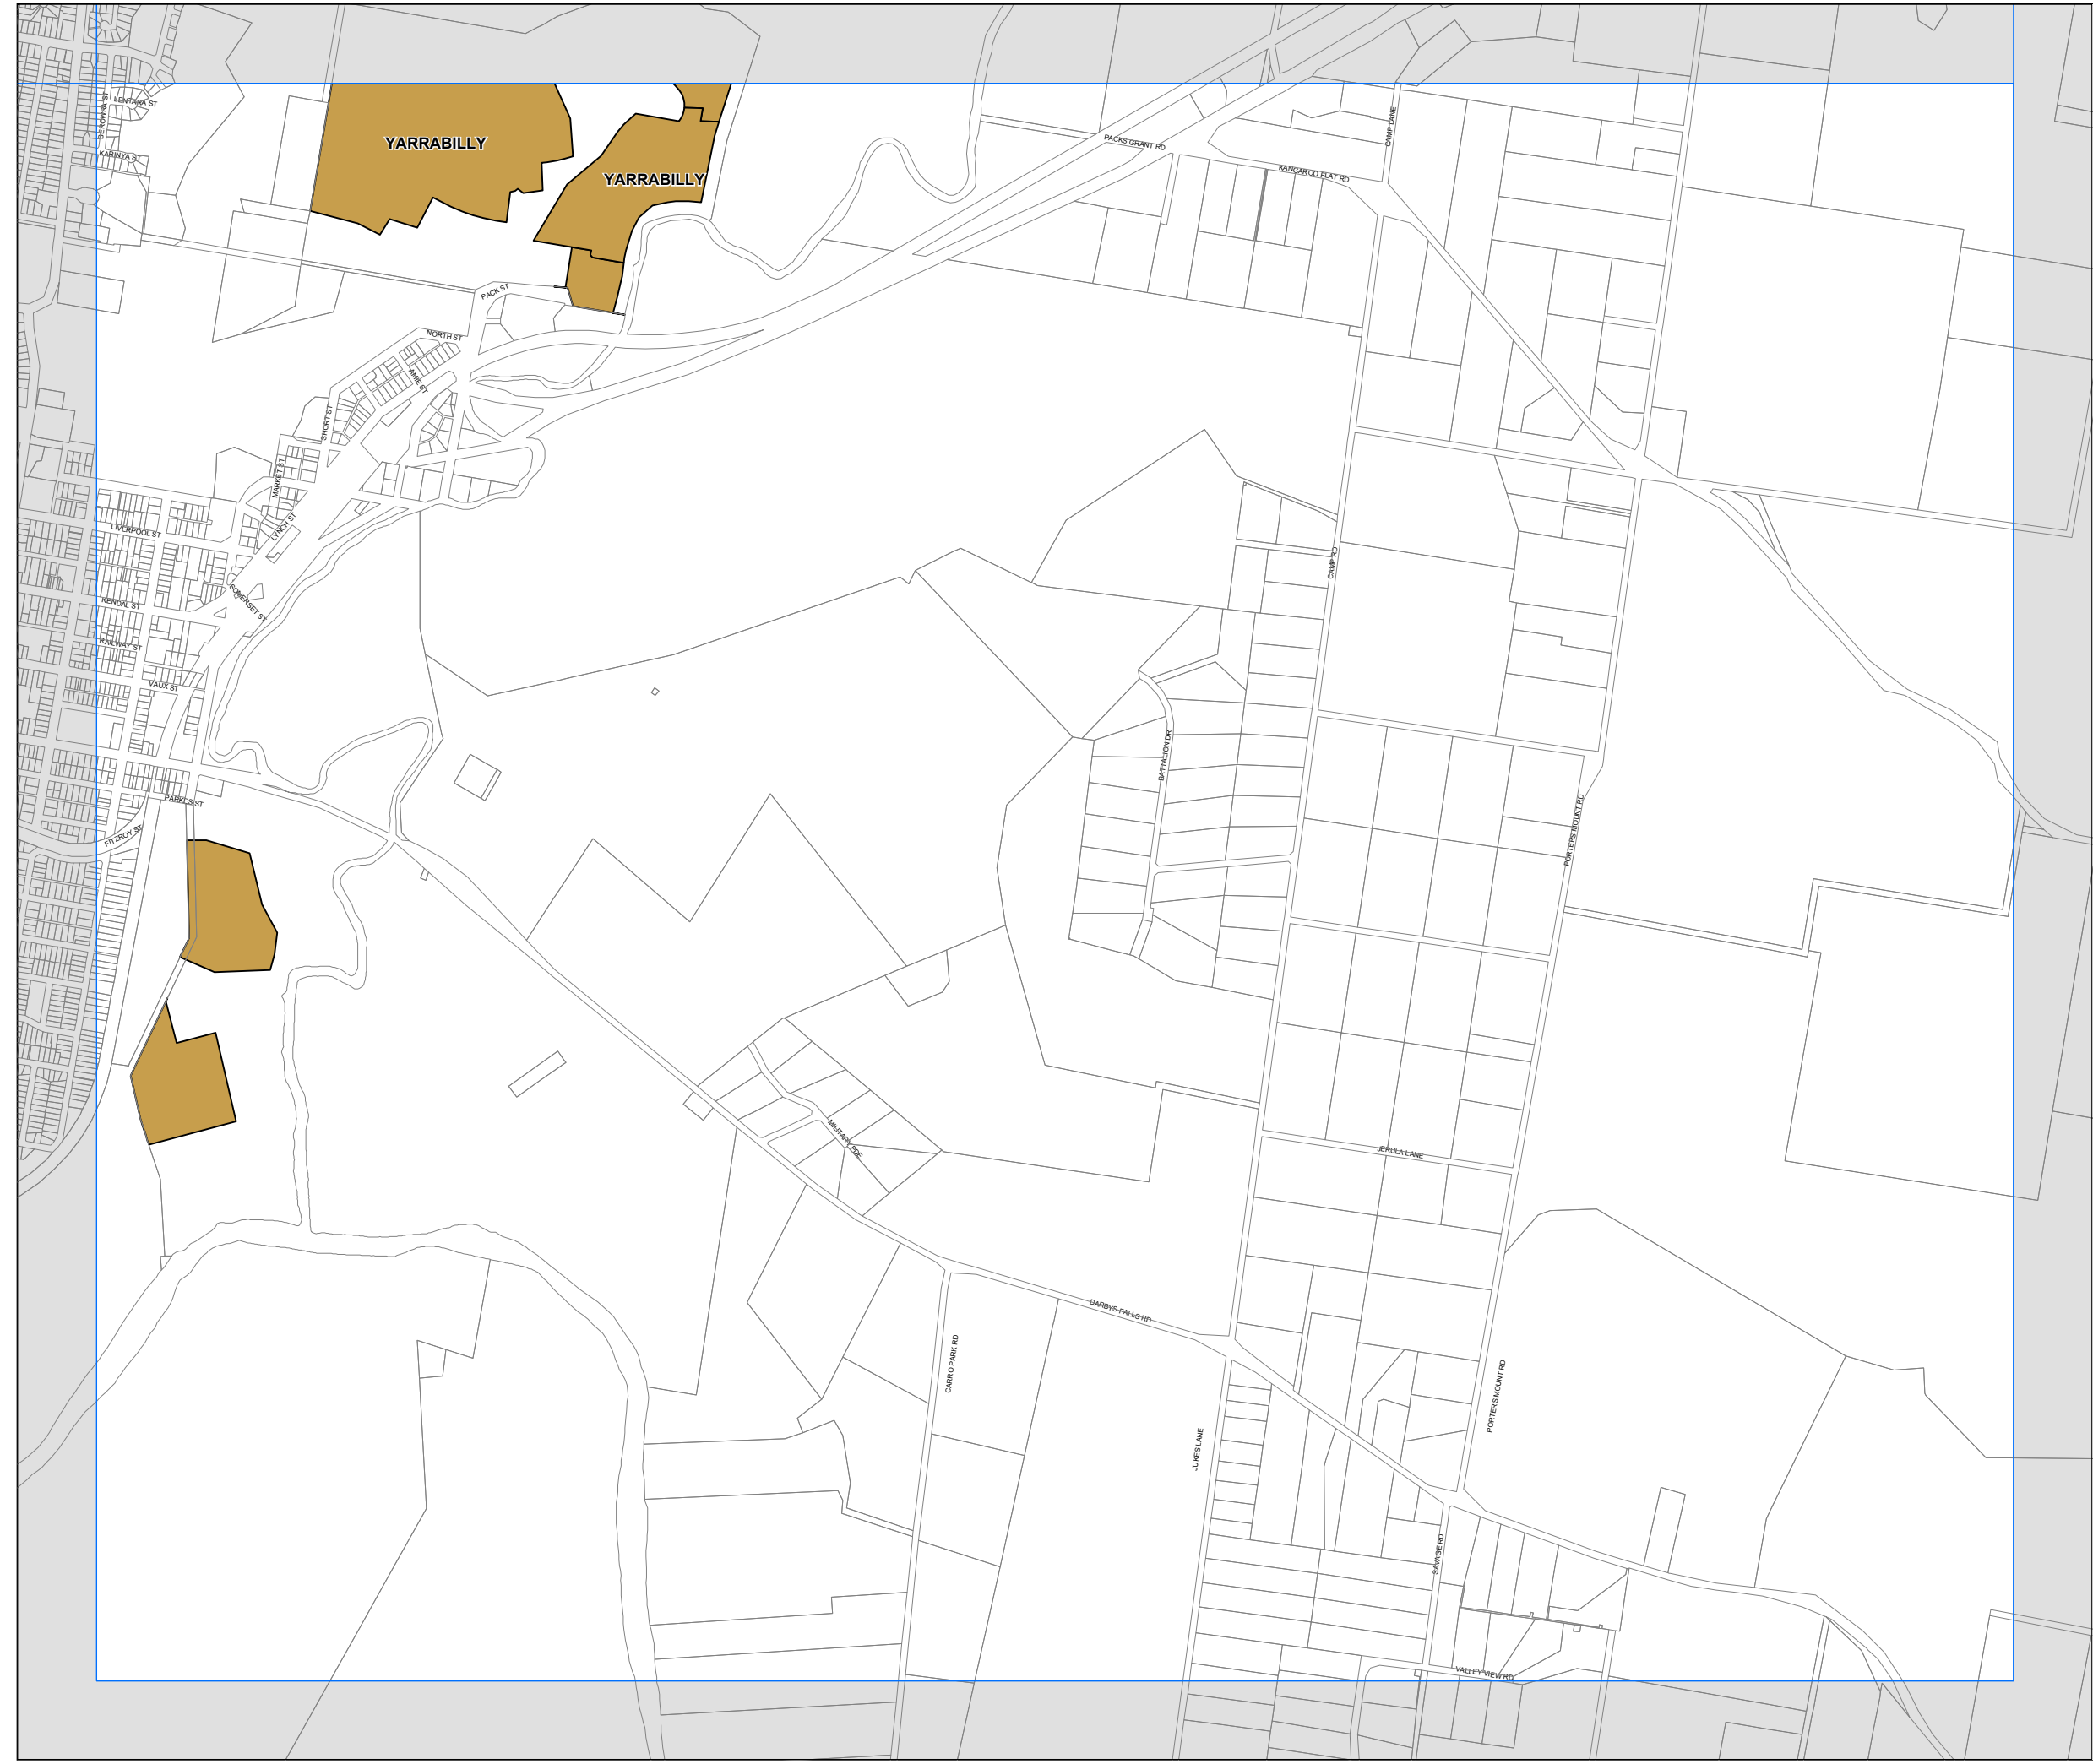 LENTARA ST
BEROWRA ST
KARINYA ST
YARRABILLY
YARRABILLY
PACKS GRANT RD
CAMP LANE
KANGAROO FLAT RD
PACK ST
NORTH ST
AMIE ST
SHORT ST
MARKET ST
LYNCH ST
LIVERPOOL ST
CAMP RD
KENDAL ST
SOMERSET ST
RAILWAY ST
VAUX ST
BATTALION DR
PARKES ST
FITZROY ST
PORTERS MOUNT RD
MILITARY PDE
JERULA LANE
DARBYS FALLS RD
CARRO PARK RD
PORTERS MOUNT RD
JUKES LANE
SAVAGE RD
VALLEY VIEW RD